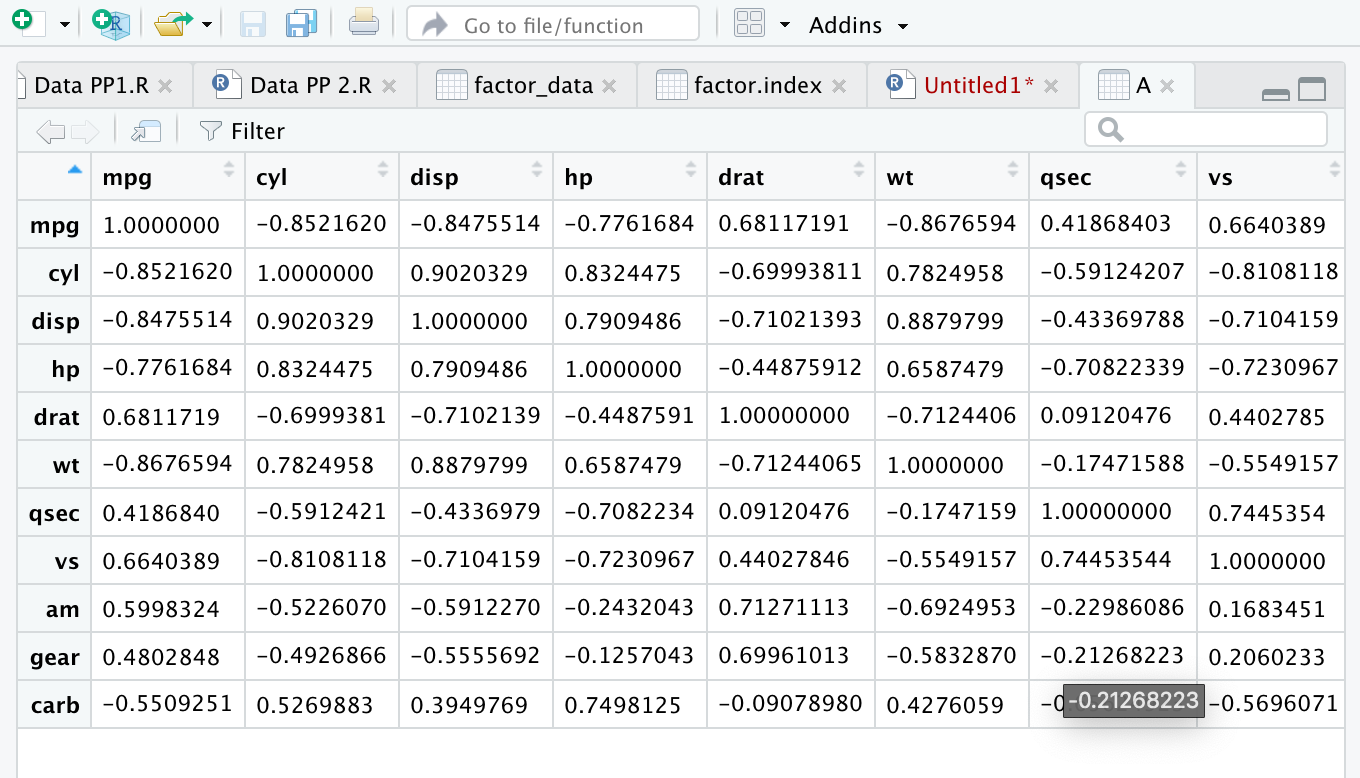 Go to file/function Addins
Data PP1.R Data PP 2.R factor_data factor.index Untitled1* A
Filter
mpg cyl disp hp drat wt qsec vs
mpg 1.0000000 -0.8521620 -0.8475514 -0.7761684 0.68117191 -0.8676594 0.41868403 0.6640389
cyl -0.8521620 1.0000000 0.9020329 0.8324475 -0.69993811 0.7824958 -0.59124207 -0.8108118
disp -0.8475514 0.9020329 1.0000000 0.7909486 -0.71021393 0.8879799 -0.43369788 -0.7104159
hp -0.7761684 0.8324475 0.7909486 1.0000000 -0.44875912 0.6587479 -0.70822339 -0.7230967
drat 0.6811719 -0.6999381 -0.7102139 -0.4487591 1.00000000 -0.7124406 0.09120476 0.4402785
wt -0.8676594 0.7824958 0.8879799 0.6587479 -0.71244065 1.0000000 -0.17471588 -0.5549157
qsec 0.4186840 -0.5912421 -0.4336979 -0.7082234 0.09120476 -0.1747159 1.00000000 0.7445354
vs 0.6640389 -0.8108118 -0.7104159 -0.7230967 0.44027846 -0.5549157 0.74453544 1.0000000
am 0.5998324 -0.5226070 -0.5912270 -0.2432043 0.71271113 -0.6924953 -0.22986086 0.1683451
gear 0.4802848 -0.4926866 -0.5555692 -0.1257043 0.69961013 -0.5832870 -0.21268223 0.2060233
carb -0.5509251 0.5269883 0.3949769 0.7498125 -0.09078980 0.4276059 -0.21268223 -0.5696071